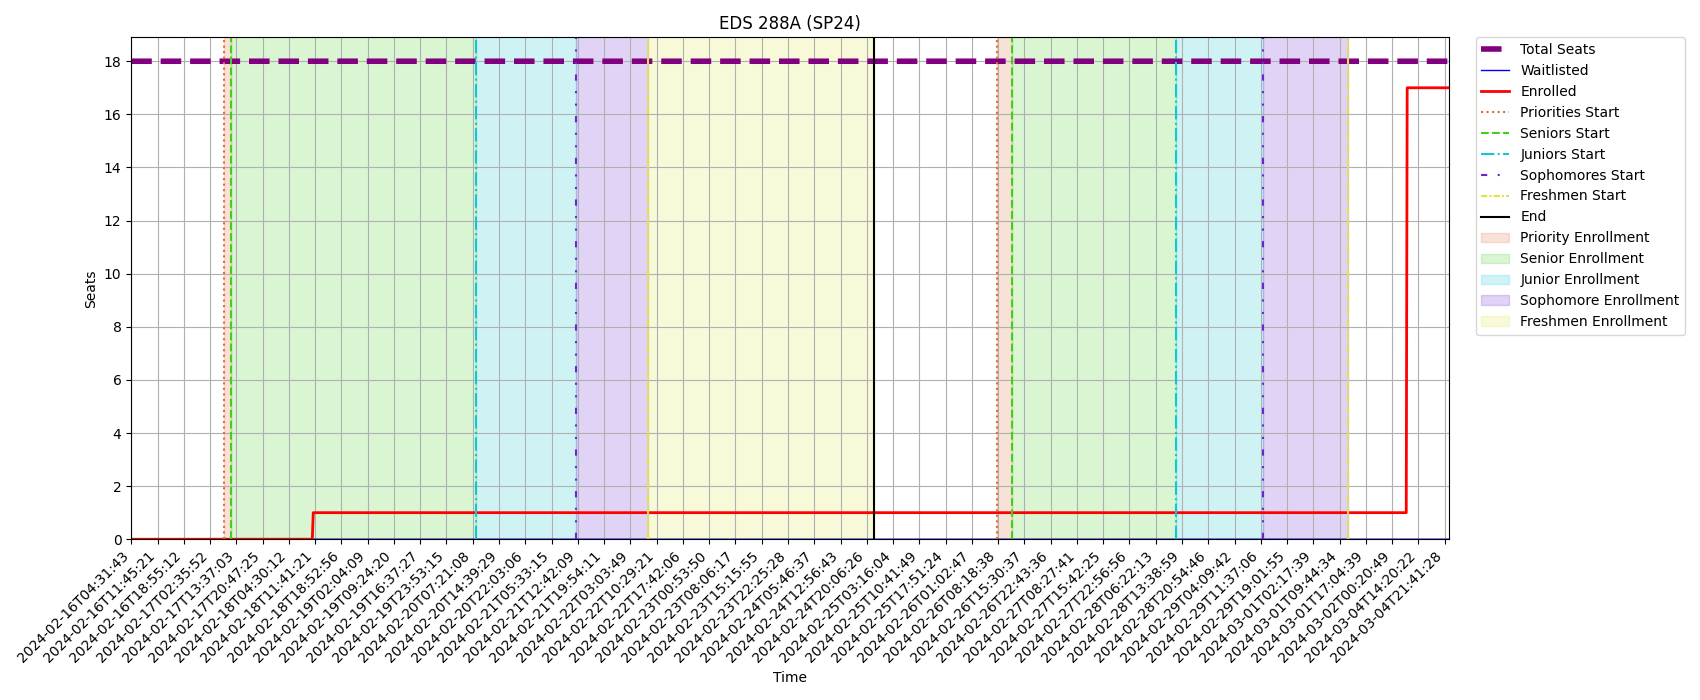 EDS 288A (SP24)
Seats
18
16
14
12
10
8
6
4
2
0
2024-02-16T04:31:43
2024-02-16T11:45:21
2024-02-16T18:55:12
2024-02-17T02:35:52
2024-02-17T13:37:03
2024-02-17T20:47:25
2024-02-18T04:30:12
2024-02-18T11:41:21
2024-02-18T18:52:56
2024-02-19T02:04:09
2024-02-19T09:24:20
2024-02-19T16:37:27
2024-02-19T23:53:15
2024-02-20T07:21:08
2024-02-20T14:39:29
2024-02-20T22:03:06
2024-02-21T05:33:15
2024-02-21T12:42:09
2024-02-21T19:54:11
2024-02-22T03:03:49
2024-02-22T10:29:21
2024-02-22T17:42:06
2024-02-23T00:53:50
2024-02-23T08:06:17
2024-02-23T15:15:55
2024-02-23T22:25:28
2024-02-24T05:46:37
2024-02-24T12:56:43
2024-02-24T20:06:26
2024-02-25T03:16:04
2024-02-25T10:41:49
2024-02-25T17:51:24
2024-02-26T01:02:47
2024-02-26T08:18:38
2024-02-26T15:30:37
2024-02-26T22:43:36
2024-02-27T08:27:41
2024-02-27T15:42:25
2024-02-27T22:56:56
2024-02-28T06:22:13
2024-02-28T13:38:59
2024-02-28T20:54:46
2024-02-29T04:09:42
2024-02-29T11:37:06
2024-02-29T19:01:55
2024-03-01T02:17:39
2024-03-01T09:44:34
2024-03-01T17:04:39
2024-03-02T00:20:49
2024-03-04T14:20:22
2024-03-04T21:41:28
Time
Total Seats
Waitlisted
Enrolled
Priorities Start
Seniors Start
Juniors Start
Sophomores Start
Freshmen Start
End
Priority Enrollment
Senior Enrollment
Junior Enrollment
Sophomore Enrollment
Freshmen Enrollment